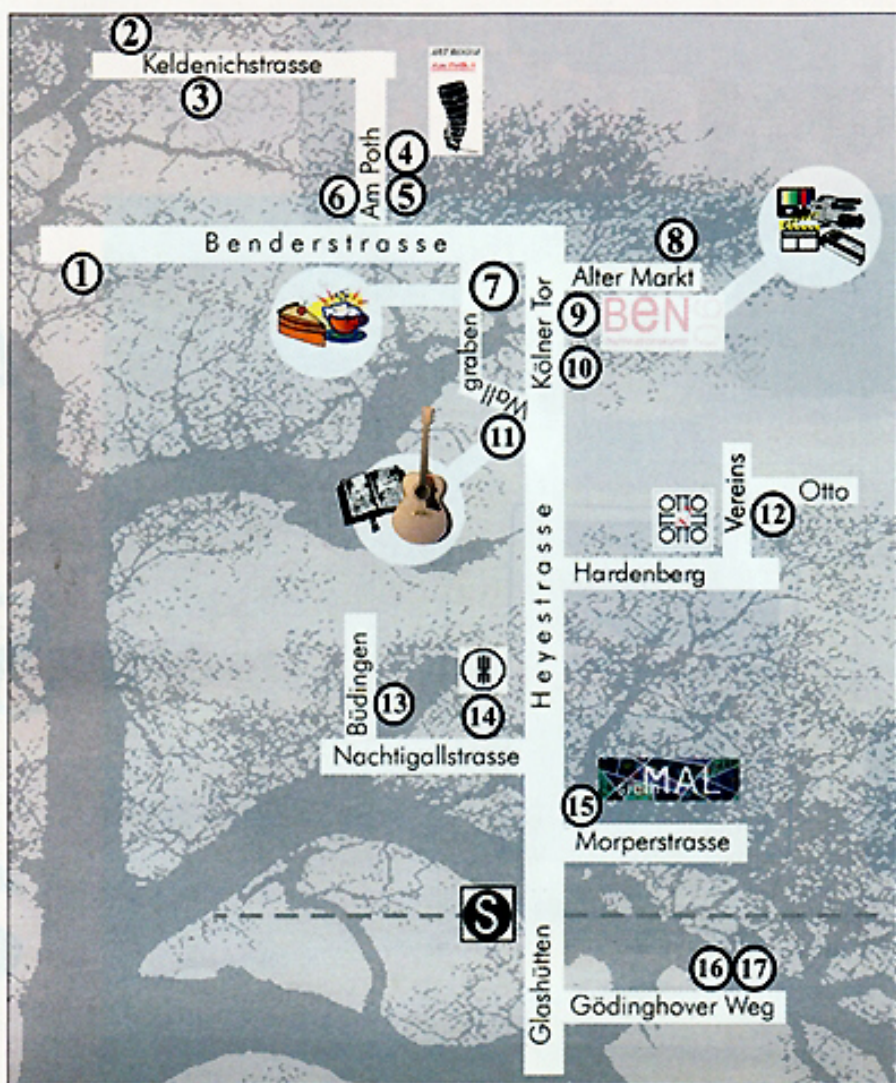 2
Keldenichstrasse
3
Am Poth
4
6
5
Benderstrasse
1
8
Alter Markt
7
9
BeN
Kölner Tor
10
graben
Wall
11
Heyestrasse
Vereins
Otto
12
OTTO
OTTO
Hardenberg
Büdingen
13
14
Nachtigallstrasse
MAL
15
Morperstrasse
S
Glashütten
16
17
Gödinghover Weg